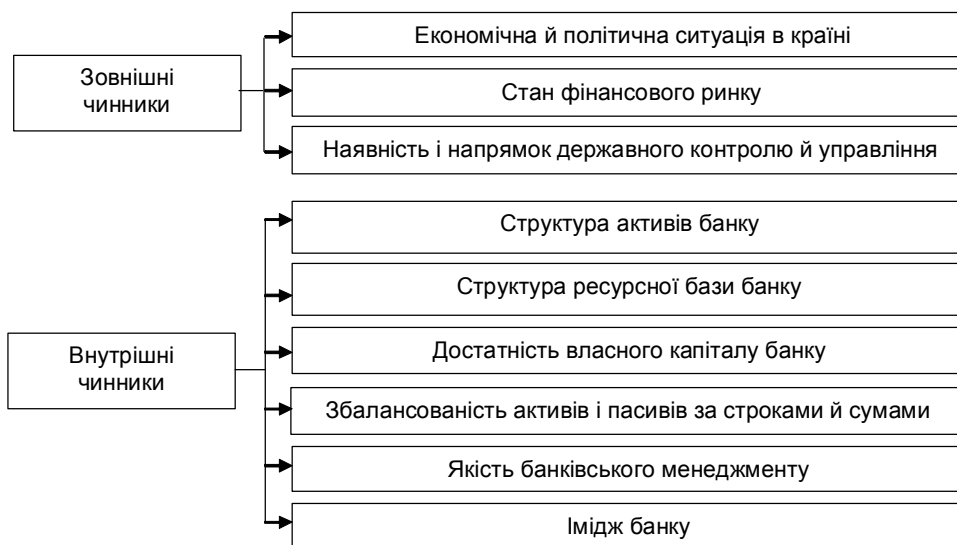 Зовнішні
чинники
Економічна й політична ситуація в країні
Стан фінансового ринку
Наявність і напрямок державного контролю й управління
Внутрішні
чинники
Структура активів банку
Структура ресурсної бази банку
Достатність власного капіталу банку
Збалансованість активів і пасивів за строками й сумами
Якість банківського менеджменту
Імідж банку